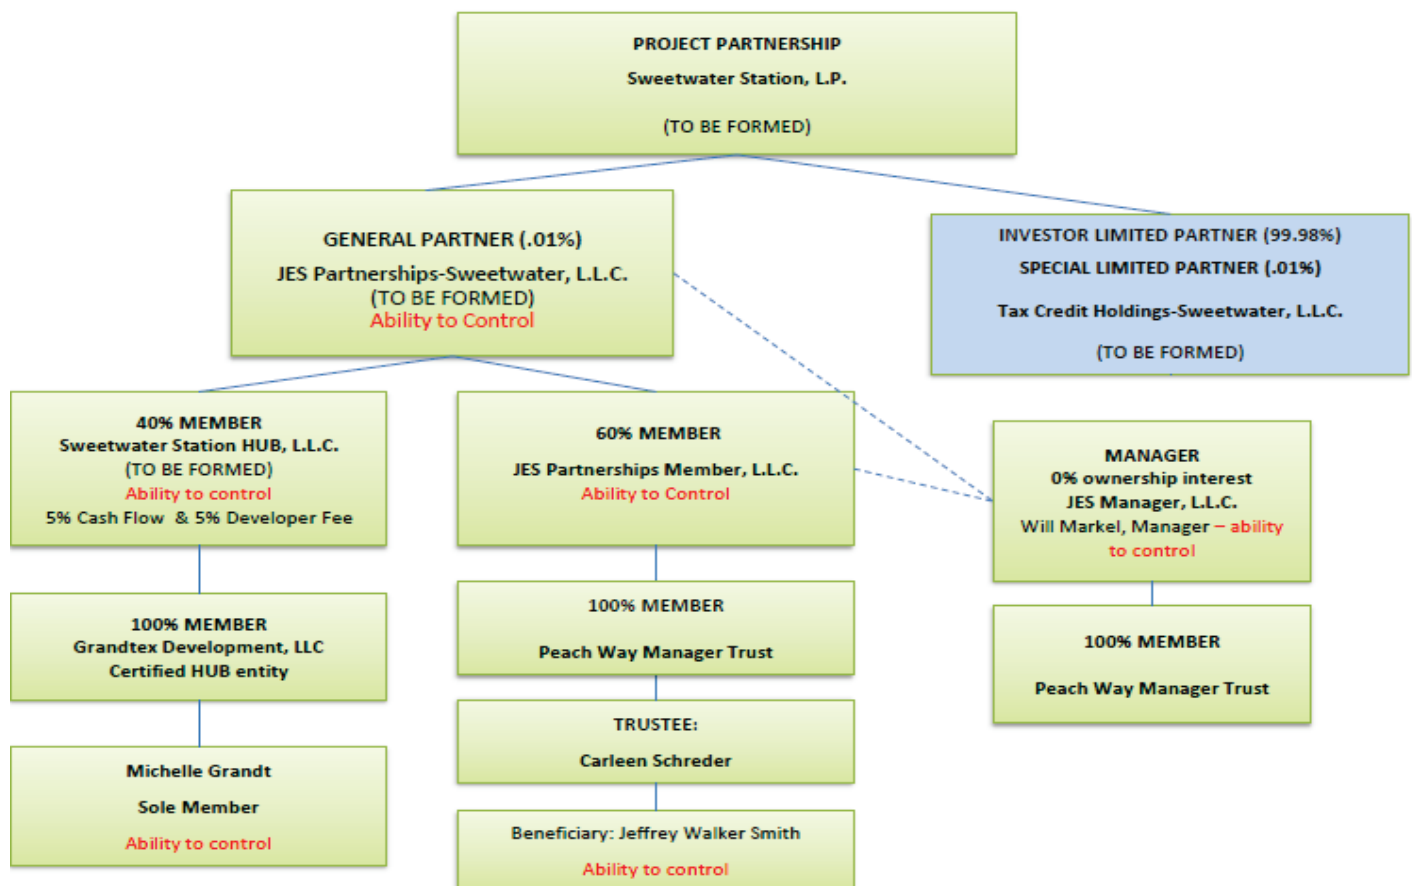 PROJECT PARTNERSHIP
Sweetwater Station, L.P.
(TO BE FORMED)
GENERAL PARTNER (.01%)
JES Partnerships-Sweetwater, L.L.C.
(TO BE FORMED)
Ability to Control
INVESTOR LIMITED PARTNER (99.98%)
SPECIAL LIMITED PARTNER (.01%)
Tax Credit Holdings-Sweetwater, L.L.C.
(TO BE FORMED)
40% MEMBER
Sweetwater Station HUB, L.L.C.
(TO BE FORMED)
Ability to control
5% Cash Flow & 5% Developer Fee
60% MEMBER
JES Partnerships Member, L.L.C.
Ability to Control
MANAGER
0% ownership interest
JES Manager, L.L.C.
Will Markel, Manager – ability
to control
100% MEMBER
Grandtex Development, LLC
Certified HUB entity
100% MEMBER
Peach Way Manager Trust
100% MEMBER
Peach Way Manager Trust
TRUSTEE:
Carleen Schreder
Michelle Grandt
Sole Member
Ability to control
Beneficiary: Jeffrey Walker Smith
Ability to control